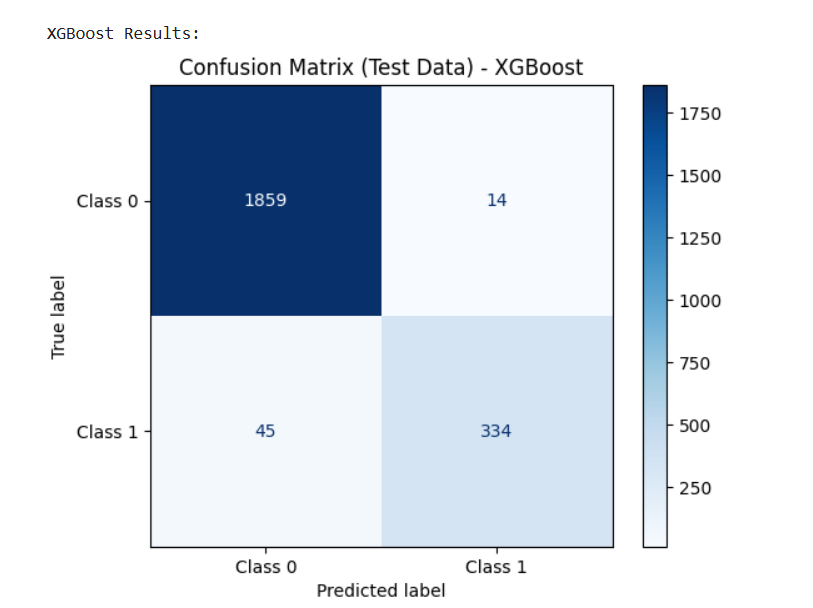 XGBoost Results:
Confusion Matrix (Test Data) - XGBoost
1750
1500
1250
1000
750
500
250
True label
Class 0
1859 14
Class 1
45 334
Class 0 Class 1
Predicted label